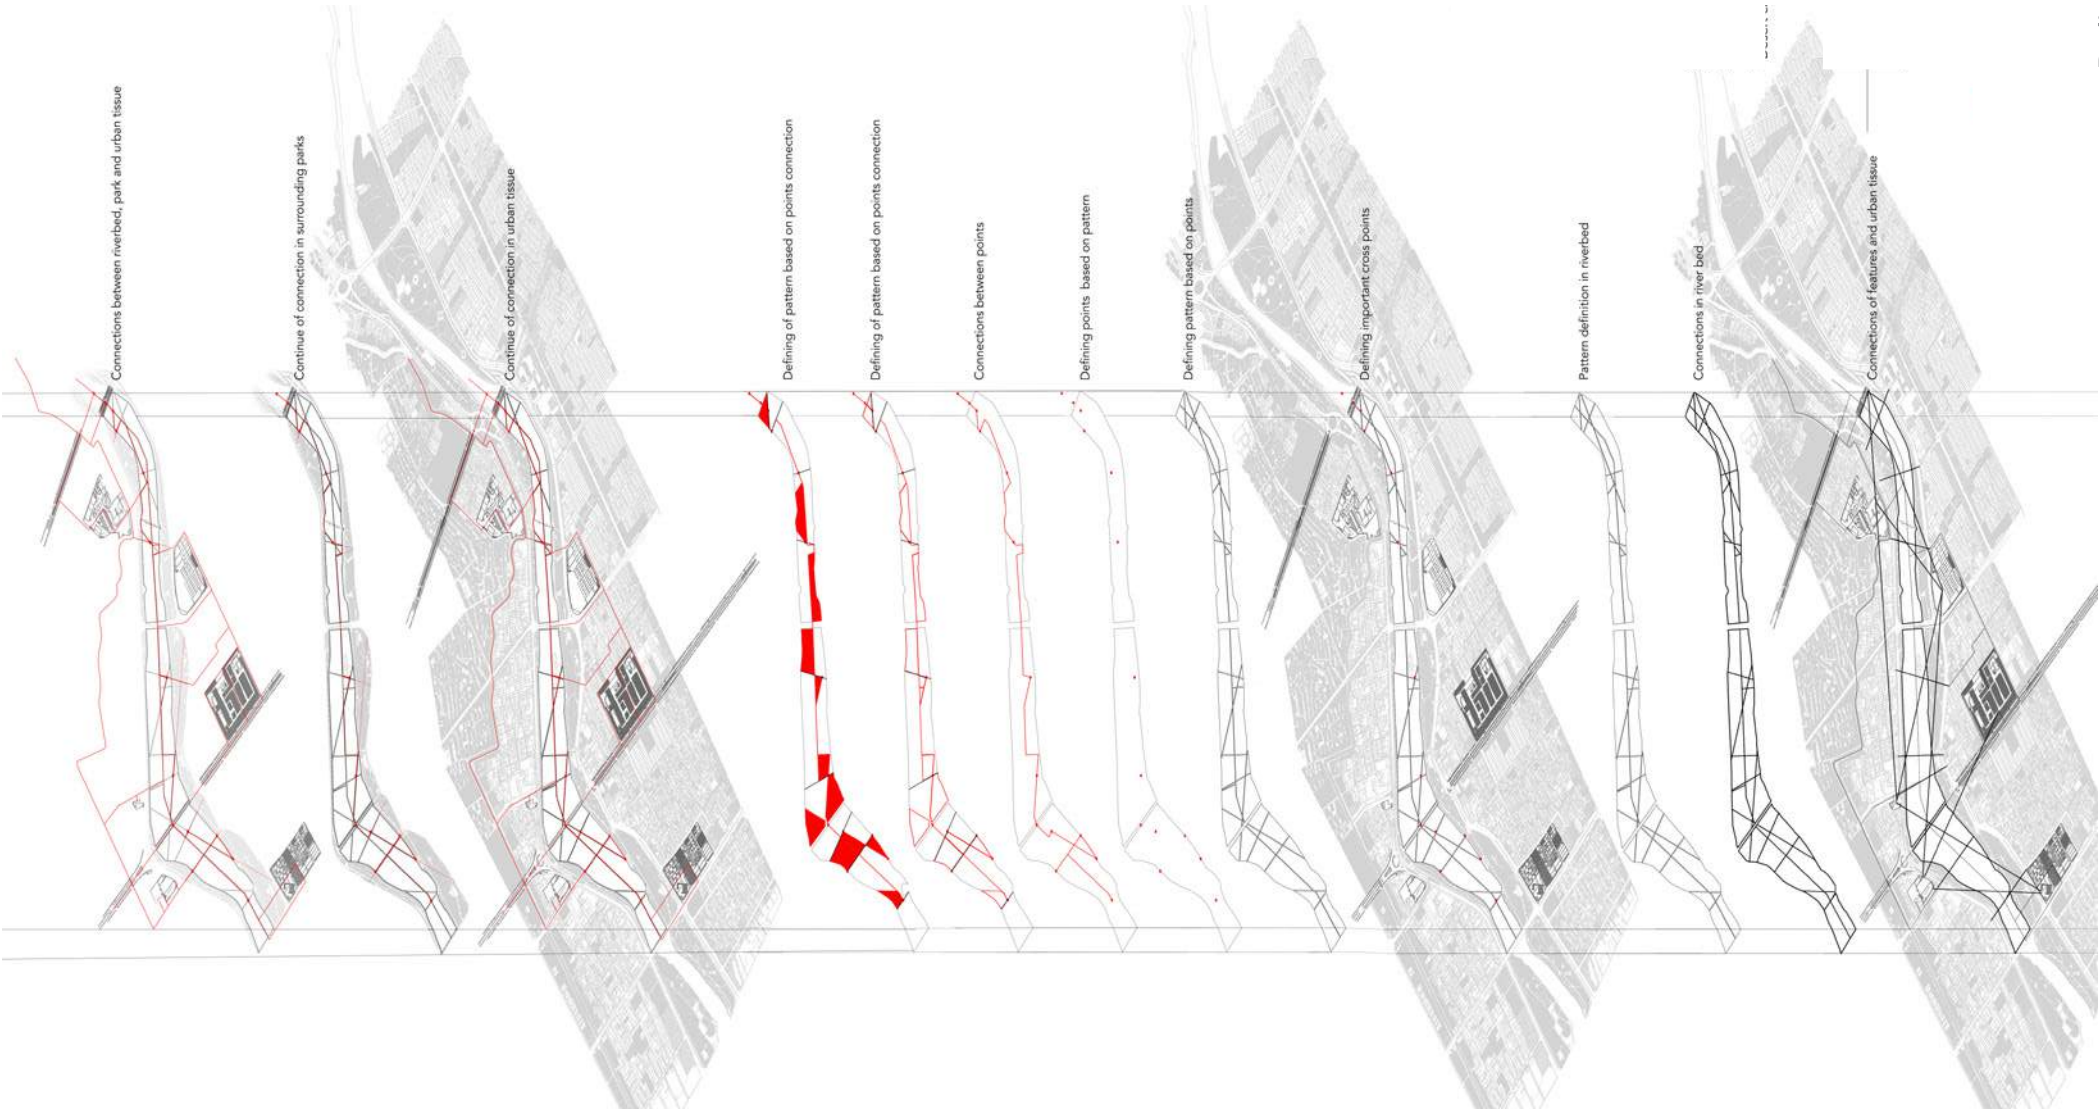 Connections between riverbed, park and urban tissue
Continue of connection in surrounding parks
Continue of connection in urban tissue
Defining of pattern based on points connection
Defining of pattern based on points connection
Connections between points
Defining points based on pattern
Defining pattern based on points
Defining important cross points
Pattern definition in riverbed
Connections in river bed
Connections of features and urban tissue